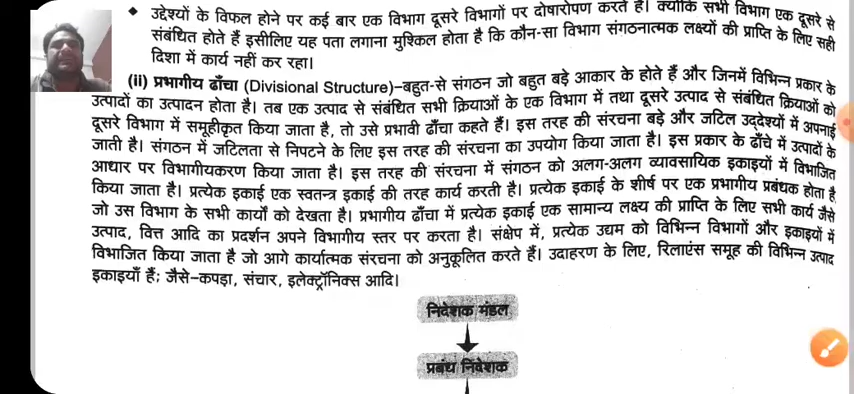 ◆ उद्देश्यों के विफल होने पर कई बार एक विभाग दूसरे विभागों पर दोषारोपण करते हैं। क्योंकि सभी विभाग एक दूसरे से
संबंधित होते हैं इसीलिए यह पता लगाना मुश्किल होता है कि कौन-सा विभाग संगठनात्मक लक्ष्यों की प्राप्ति के लिए सही
दिशा में कार्य नहीं कर रहा।
(ii) प्रभागीय ढाँचा (Divisional Structure)–बहुत-से संगठन जो बहुत बड़े आकार के होते हैं और जिनमें विभिन्न प्रकार के
उत्पादों का उत्पादन होता है। तब एक उत्पाद से संबंधित सभी क्रियाओं के एक विभाग में तथा दूसरे उत्पाद से संबंधित क्रियाओं को
दूसरे विभाग में समूहीकृत किया जाता है, तो उसे प्रभावी ढाँचा कहते हैं। इस तरह की संरचना बड़े और जटिल उद्देश्यों में अपनाई
जाती है। संगठन में जटिलता से निपटने के लिए इस तरह की संरचना का उपयोग किया जाता है। इस प्रकार के ढाँचे में उत्पादों के
आधार पर विभागीयकरण किया जाता है। इस तरह की संरचना में संगठन को अलग-अलग व्यावसायिक इकाइयों में विभाजित
किया जाता है। प्रत्येक इकाई एक स्वतन्त्र इकाई की तरह कार्य करती है। प्रत्येक इकाई के शीर्ष पर एक प्रभागीय प्रबंधक होता है
जो उस विभाग के सभी कार्यों को देखता है। प्रभागीय ढाँचा में प्रत्येक इकाई एक सामान्य लक्ष्य की प्राप्ति के लिए सभी कार्य जैसे
उत्पाद, वित्त आदि का प्रदर्शन अपने विभागीय स्तर पर करता है। संक्षेप में, प्रत्येक उद्यम को विभिन्न विभागों और इकाइयों में
विभाजित किया जाता है जो आगे कार्यात्मक संरचना को अनुकूलित करते हैं। उदाहरण के लिए, रिलाएंस समूह की विभिन्न उत्पाद
इकाइयाँ हैं; जैसे–कपड़ा, संचार, इलेक्ट्रॉनिक्स आदि।
निदेशक मंडल
प्रबंध निदेशक